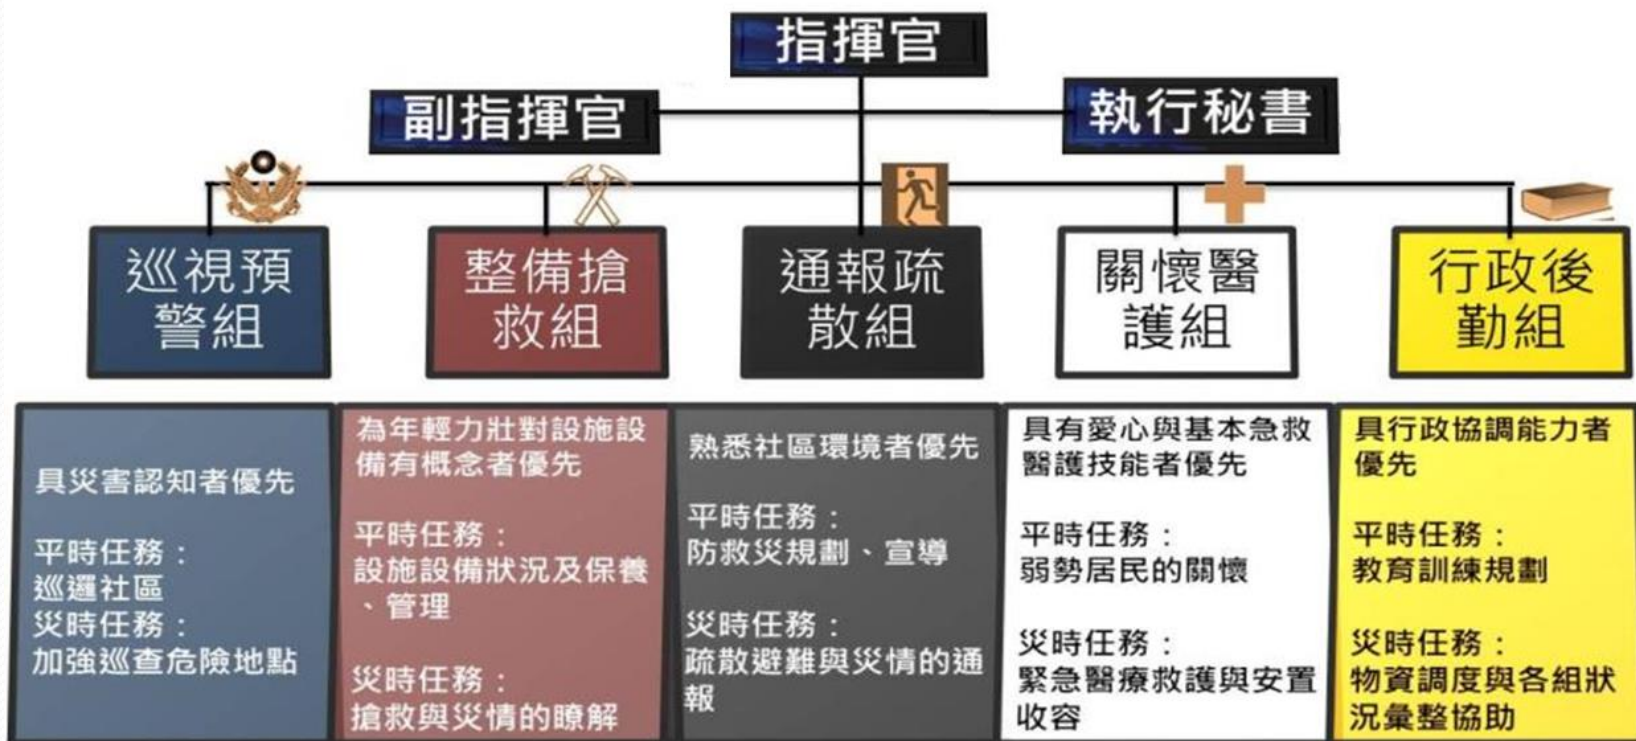 指揮官
副指揮官
執行秘書
巡視預
警組
整備搶
救組
通報疏
散組
關懷醫
護組
行政後
勤組
具災害認知者優先
平時任務：
巡邏社區
災時任務：
加強巡查危險地點
為年輕力壯對設施設
備有概念者優先
平時任務：
設施設備狀況及保養
、管理
災時任務：
搶救與災情的瞭解
熟悉社區環境者優先
平時任務：
防救災規劃、宣導
災時任務：
疏散避難與災情的通
報
具有愛心與基本急救
醫護技能者優先
平時任務：
弱勢居民的關懷
災時任務：
緊急醫療救護與安置
收容
具行政協調能力者
優先
平時任務：
教育訓練規劃
災時任務：
物資調度與各組狀
況彙整協助